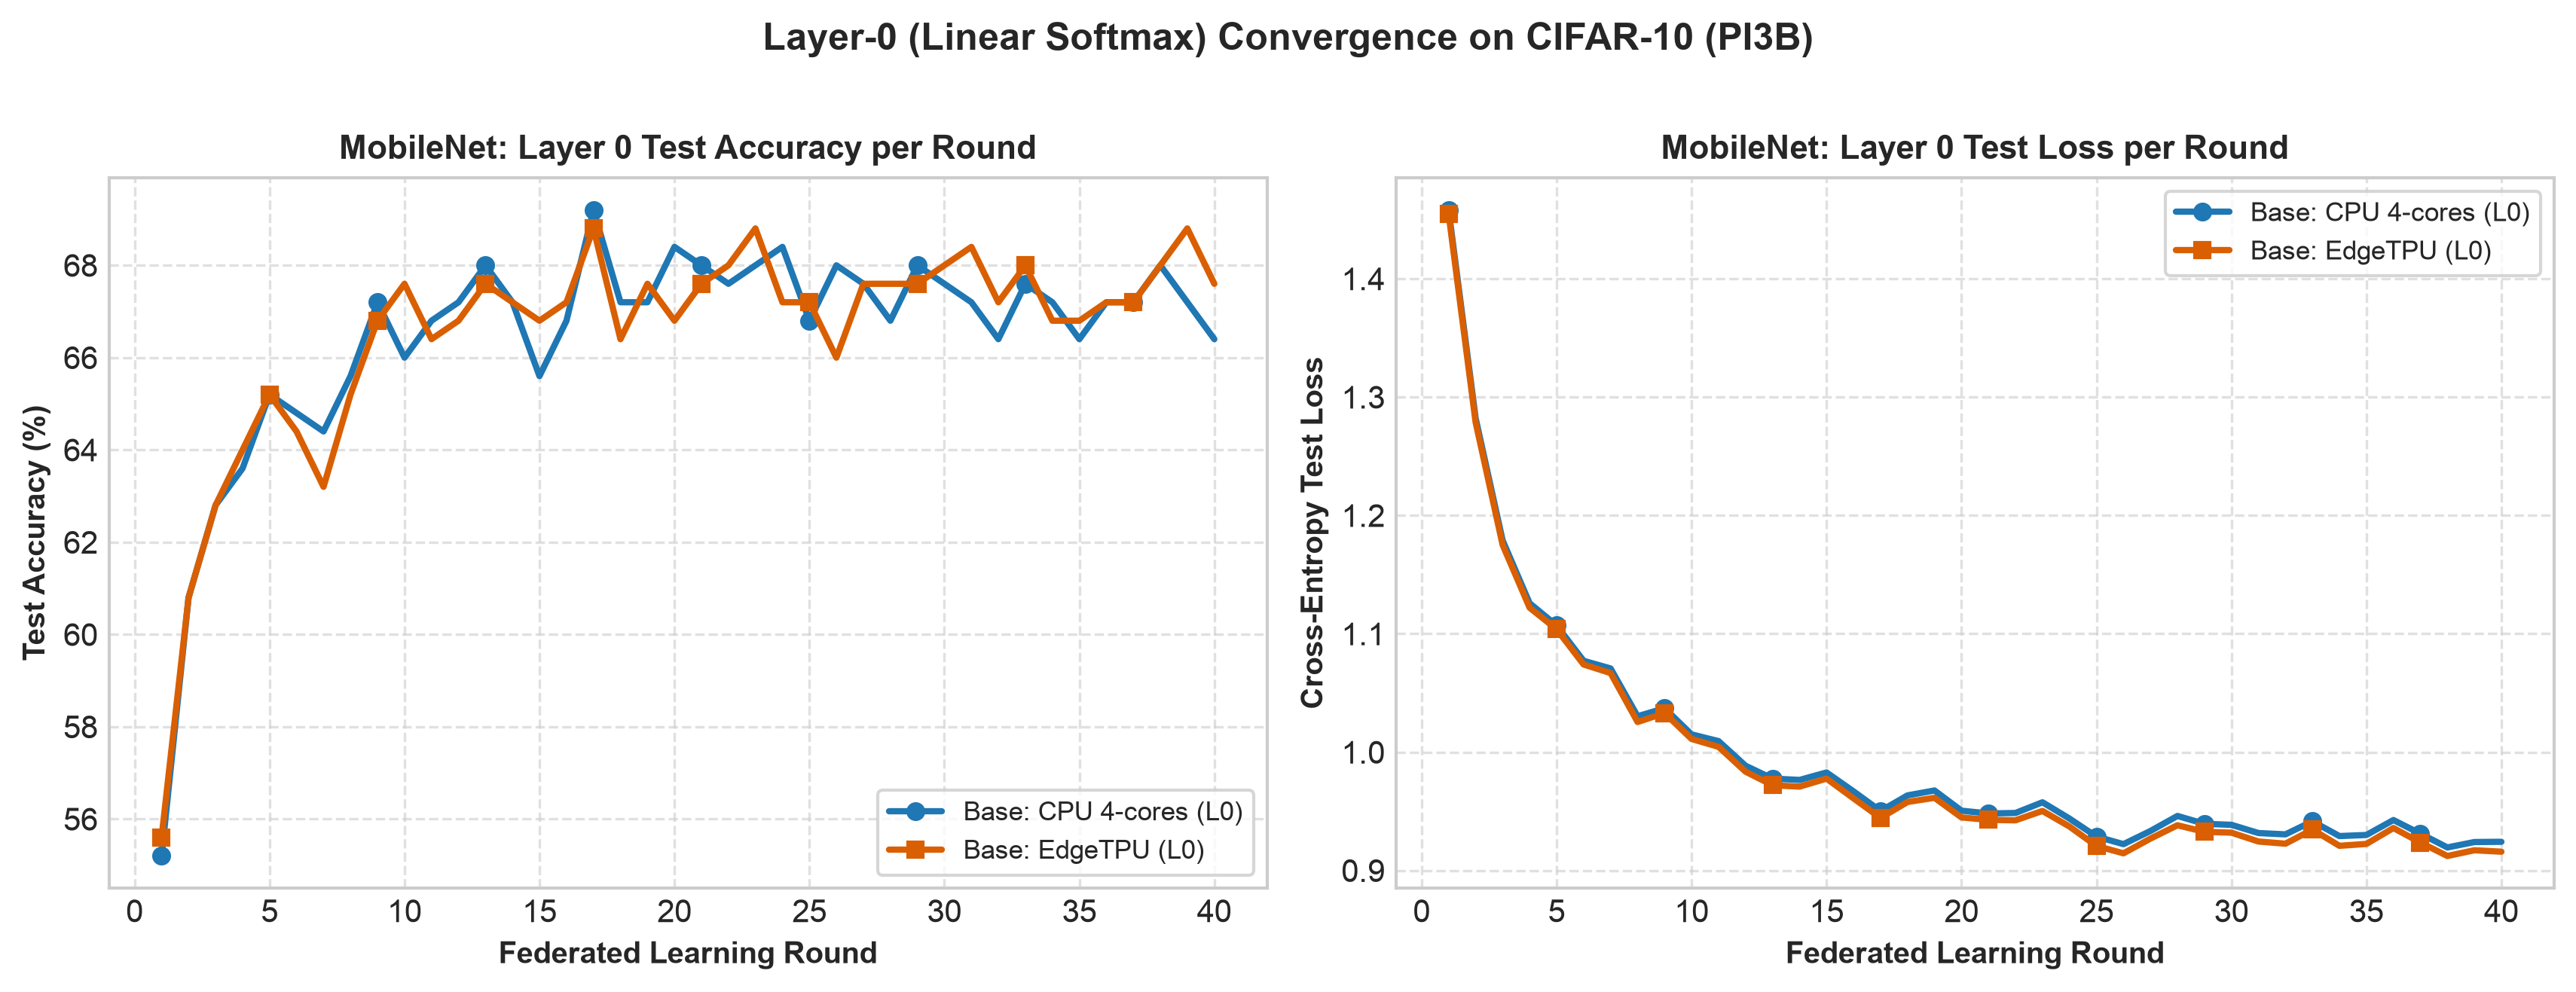 Layer-0 (Linear Softmax) Convergence on CIFAR-10 (PI3B)
MobileNet: Layer 0 Test Accuracy per Round
Test Accuracy (%)
68
66
64
62
60
58
56
Base: CPU 4-cores (L0)
Base: EdgeTPU (L0)
0 5 10 15 20 25 30 35 40
Federated Learning Round
MobileNet: Layer 0 Test Loss per Round
Cross-Entropy Test Loss
Base: CPU 4-cores (L0)
Base: EdgeTPU (L0)
1.4
1.3
1.2
1.1
1.0
0.9
0 5 10 15 20 25 30 35 40
Federated Learning Round